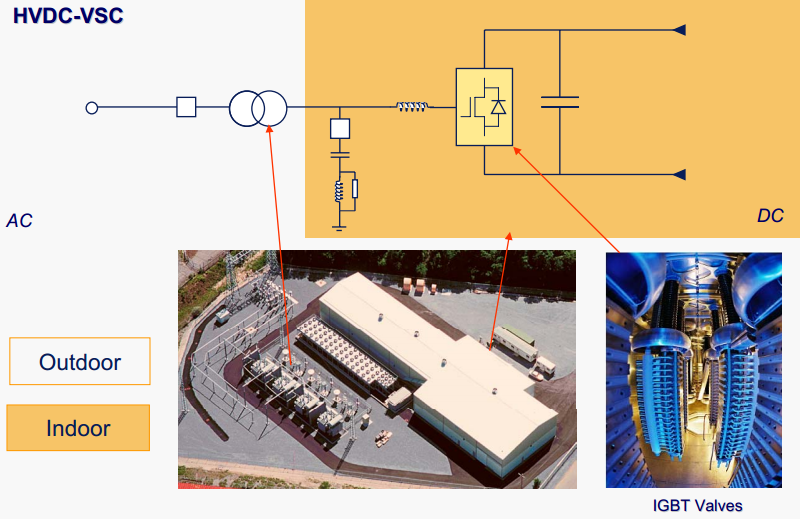 HVDC-VSC
AC
DC
Outdoor
Indoor
IGBT Valves